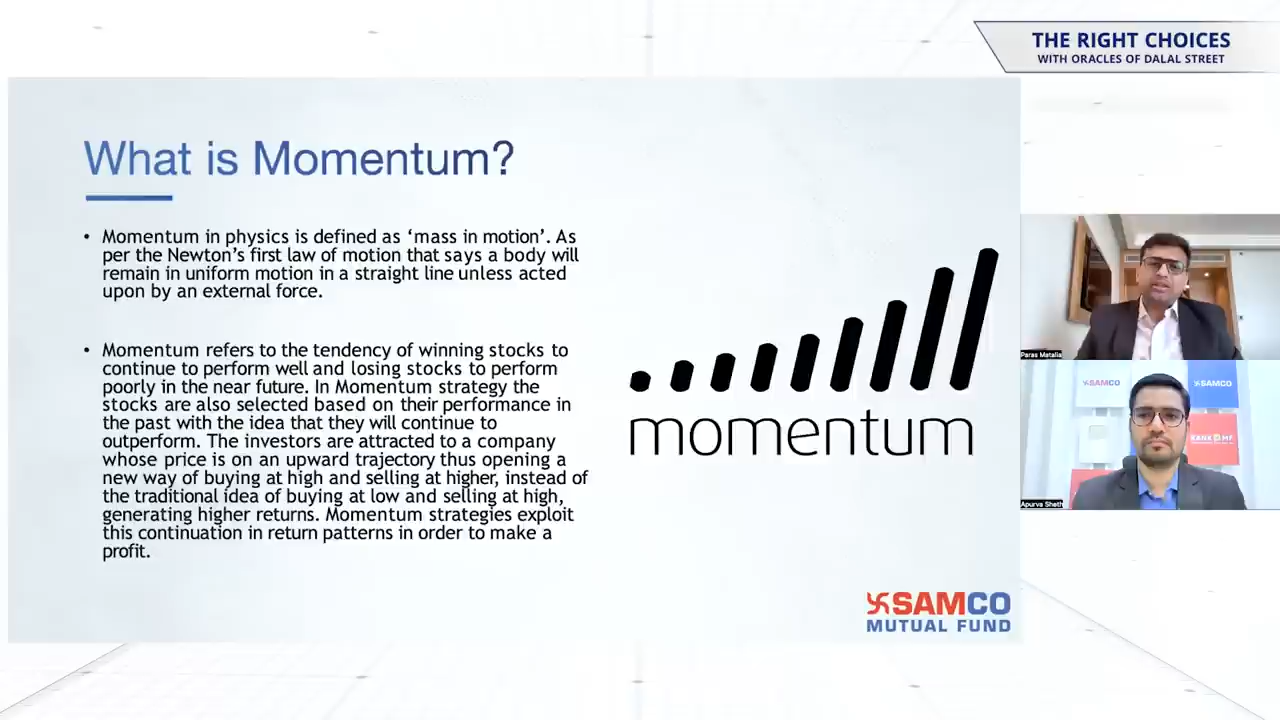 THE RIGHT CHOICES
WITH ORACLES OF DALAL STREET
What is Momentum?
• Momentum in physics is defined as ‘mass in motion’. As
per the Newton’s first law of motion that says a body will
remain in uniform motion in a straight line unless acted
upon by an external force.
• Momentum refers to the tendency of winning stocks to
continue to perform well and losing stocks to perform
poorly in the near future. In Momentum strategy the
stocks are also selected based on their performance in
the past with the idea that they will continue to
outperform. The investors are attracted to a company
whose price is on an upward trajectory thus opening a
new way of buying at high and selling at higher, instead of
the traditional idea of buying at low and selling at high,
generating higher returns. Momentum strategies exploit
this continuation in return patterns in order to make a
profit.
momentum
SAMCO
MUTUAL FUND
Paras Matalia
SAMCO
SAMCO
RANK MF
Apurva Sheth